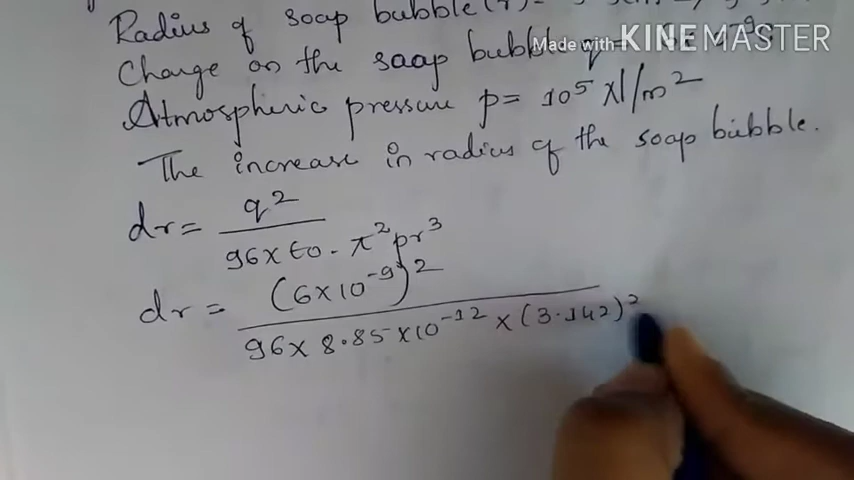 Radius of soap bubble (r) =
Charge on the saap bubble q =
Made with KINEMASTER
Atmospheric pressure p = 10⁵ N/m²
The increase in radius of the soap bubble.
dr = q² / 96 × ε0 . π² pr³
dr = (6×10⁻⁹)² / 96 × 8.85 × 10⁻¹² × (3.142)²